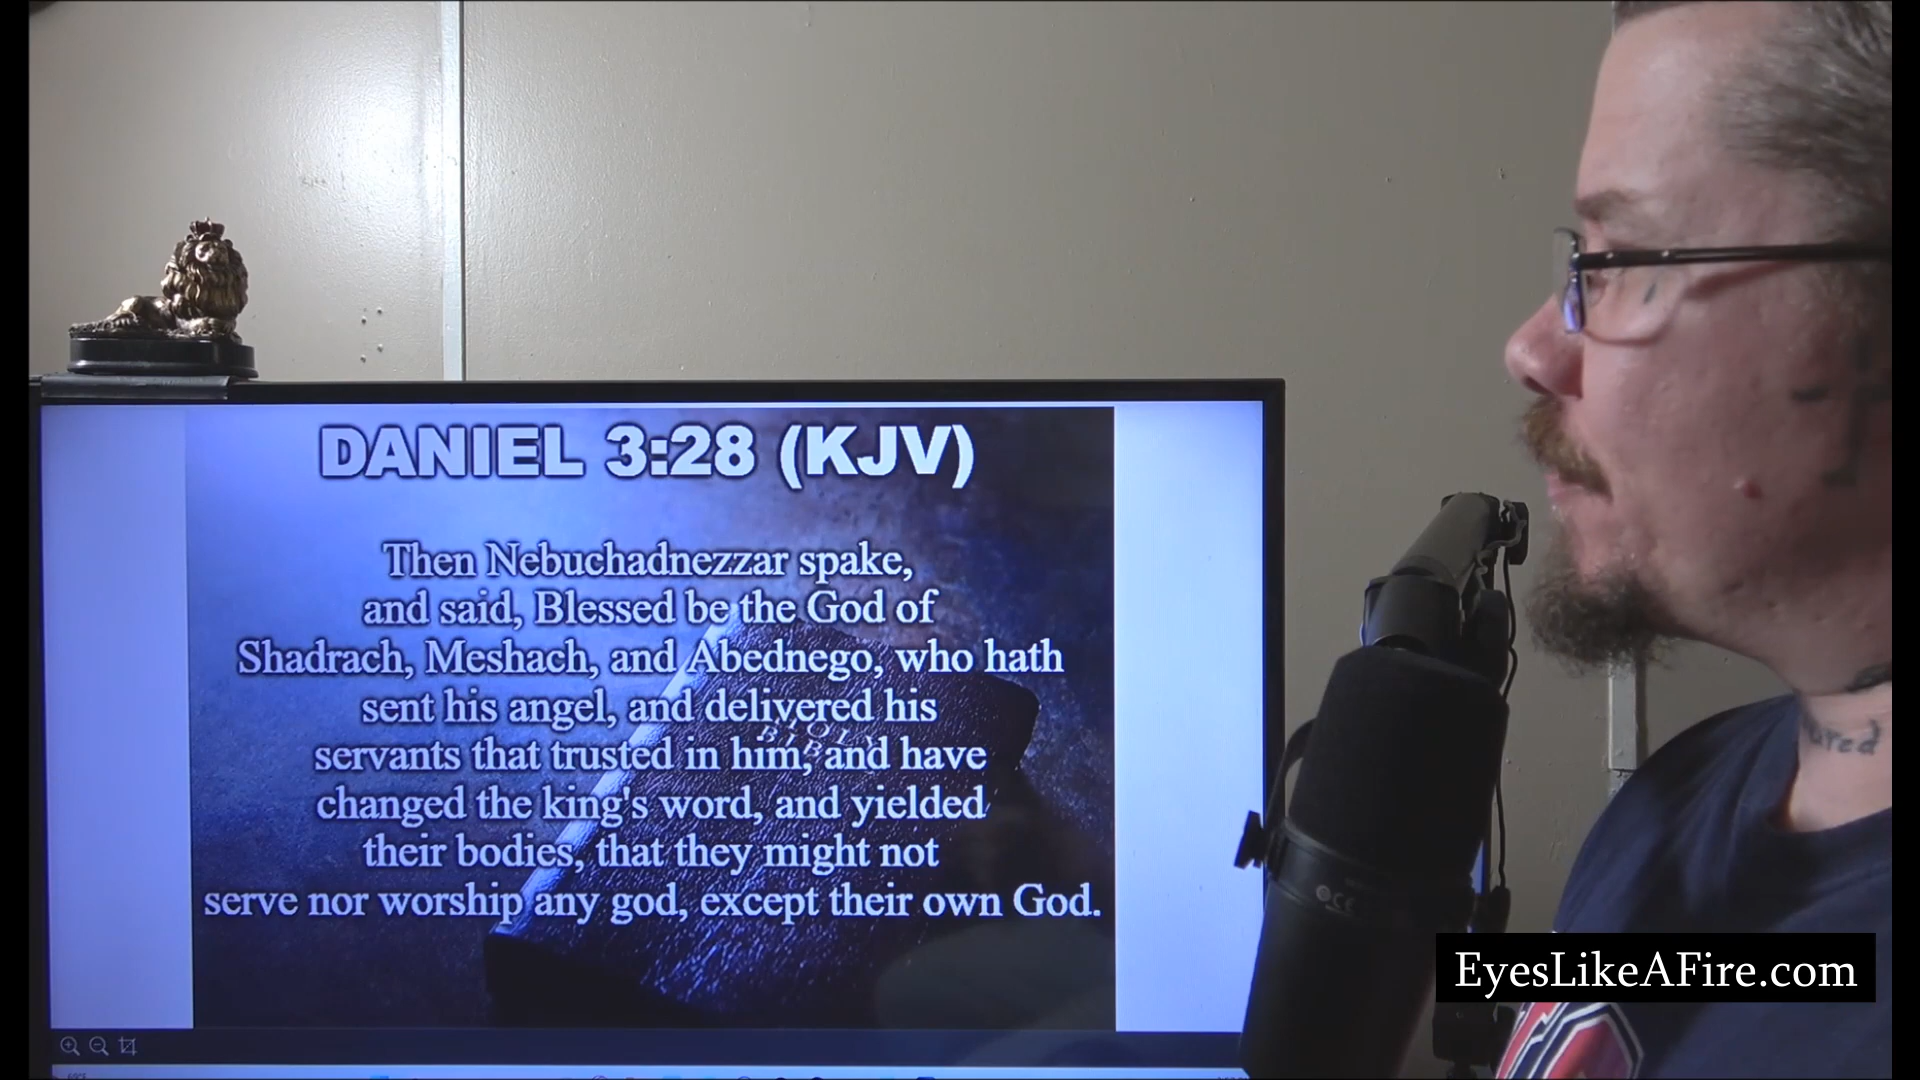 DANIEL 3:28 (KJV)
Then Nebuchadnezzar spake,
and said, Blessed be the God of
Shadrach, Meshach, and Abednego, who hath
sent his angel, and delivered his
servants that trusted in him, and have
changed the king's word, and yielded
their bodies, that they might not
serve nor worship any god, except their own God.
HOLY
BIBLE
EyesLikeAFire.com